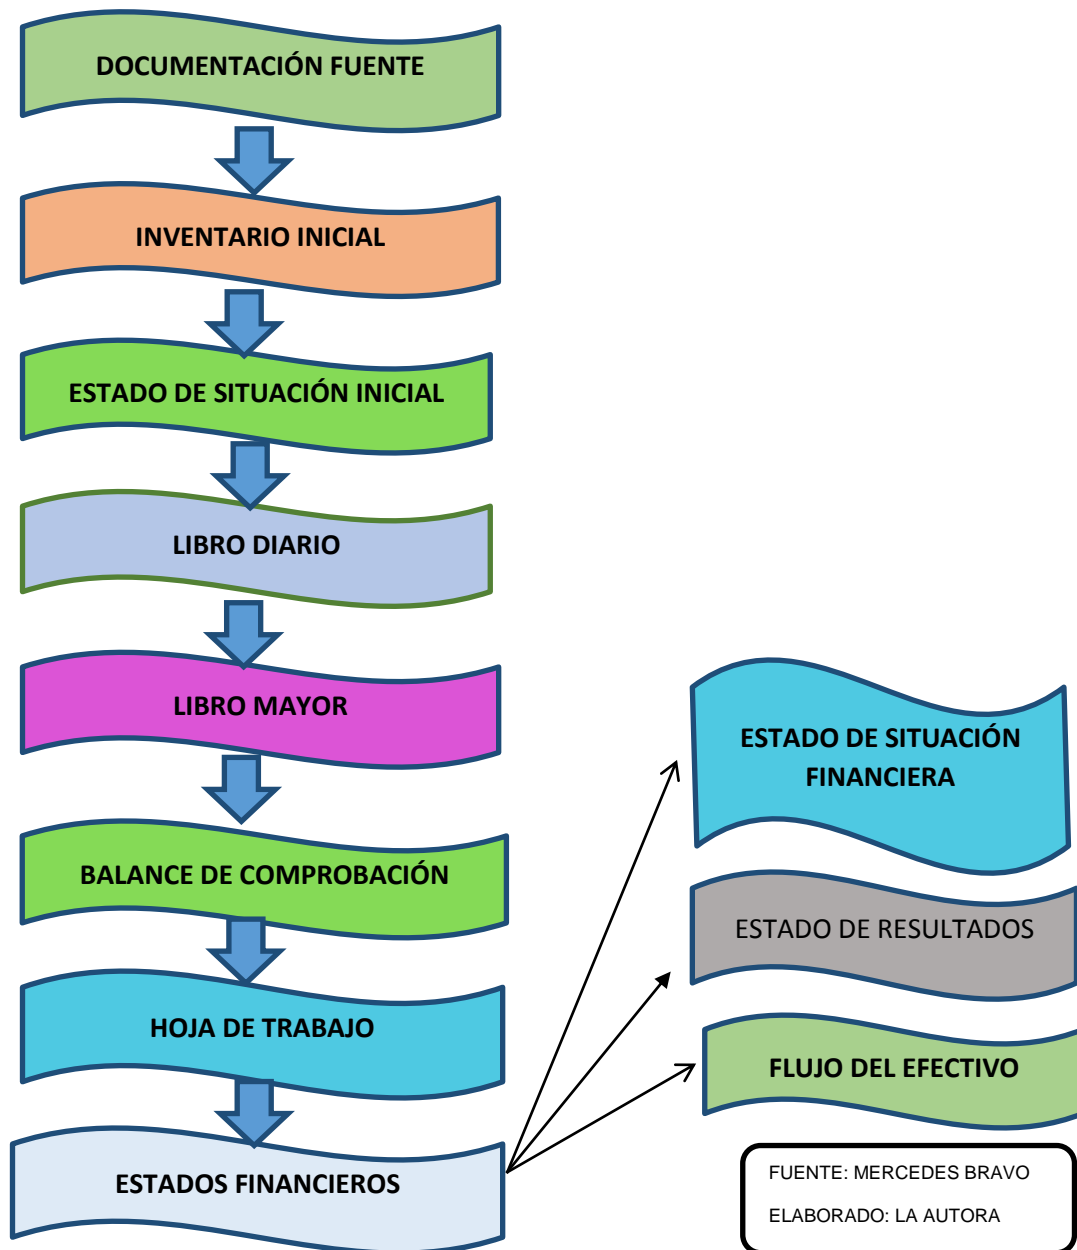 DOCUMENTACIÓN FUENTE
INVENTARIO INICIAL
ESTADO DE SITUACIÓN INICIAL
LIBRO DIARIO
LIBRO MAYOR
BALANCE DE COMPROBACIÓN
HOJA DE TRABAJO
ESTADOS FINANCIEROS
ESTADO DE SITUACIÓN
FINANCIERA
ESTADO DE RESULTADOS
FLUJO DEL EFECTIVO
FUENTE: MERCEDES BRAVO
ELABORADO: LA AUTORA